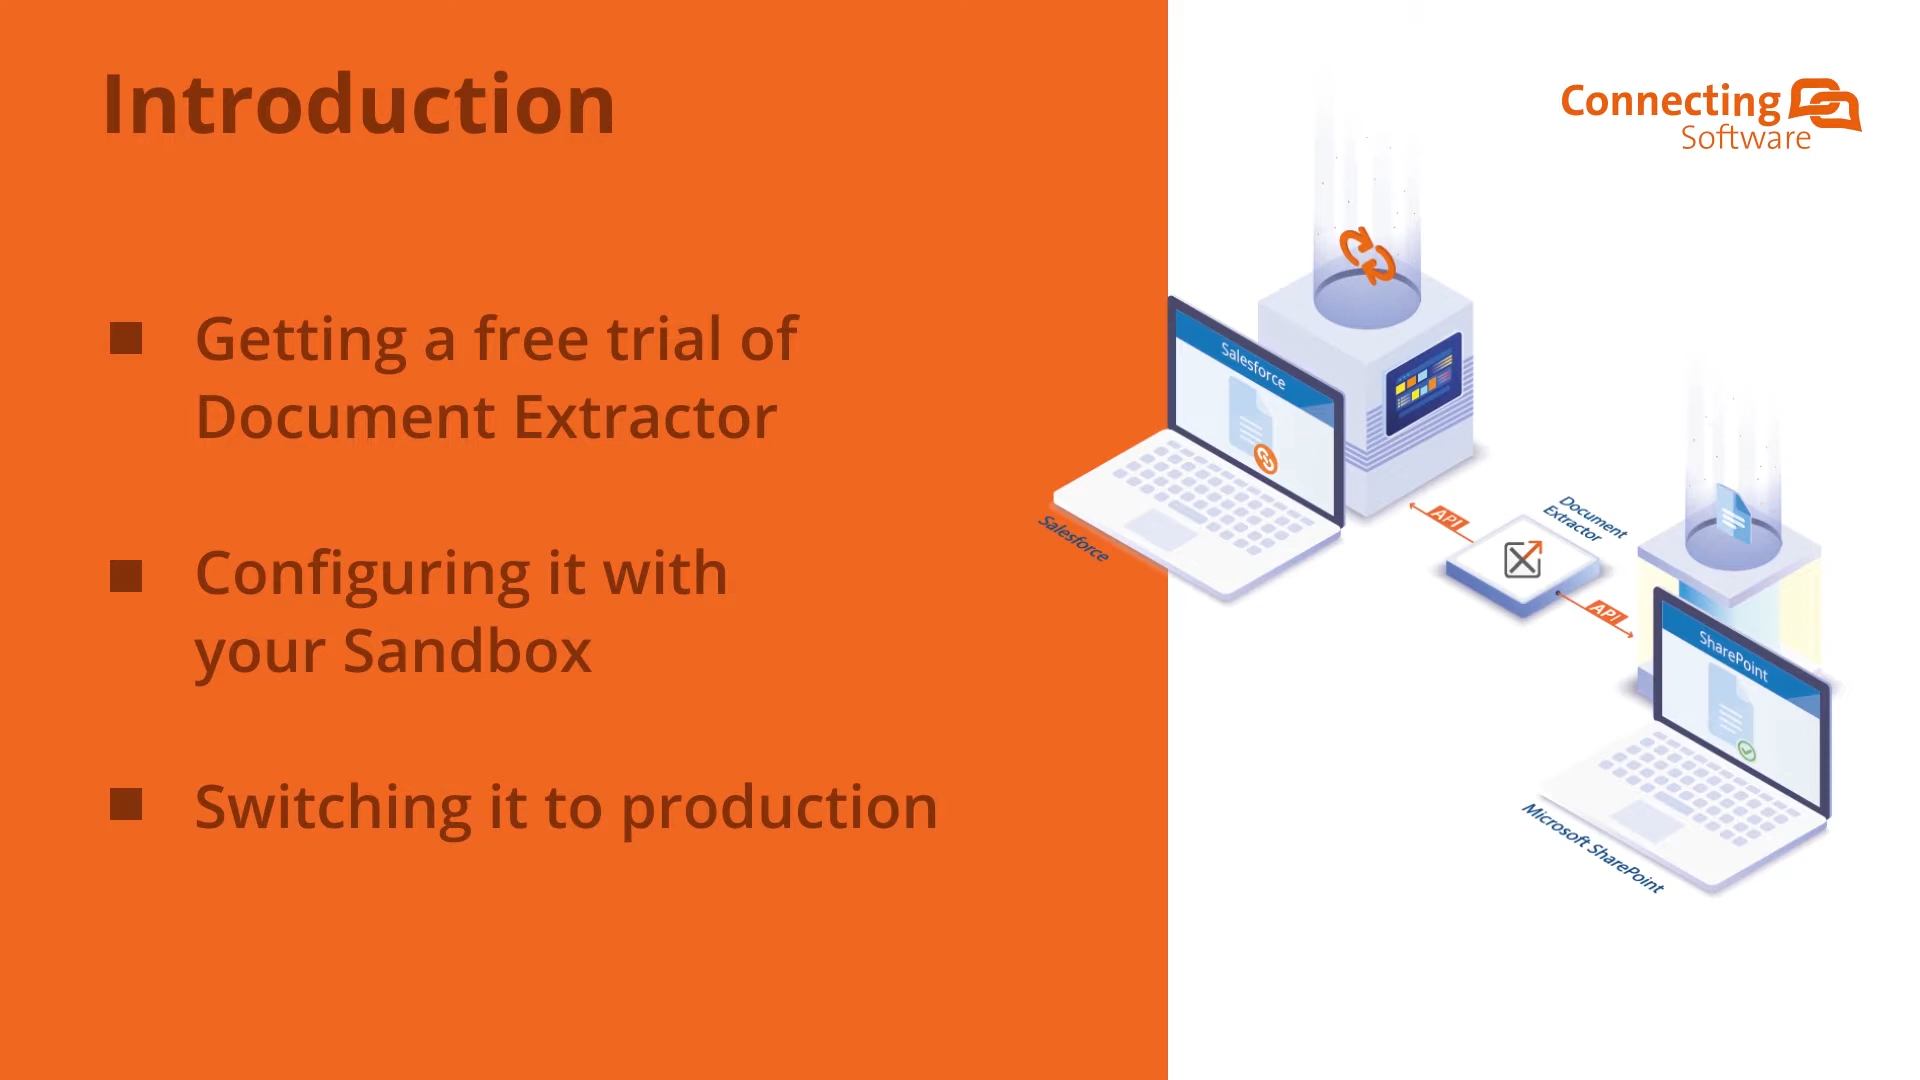 Introduction
Getting a free trial of
Document Extractor
Configuring it with
your Sandbox
Switching it to production
Connecting
Software
Salesforce
Salesforce
API
Document
Extractor
API
SharePoint
Microsoft SharePoint